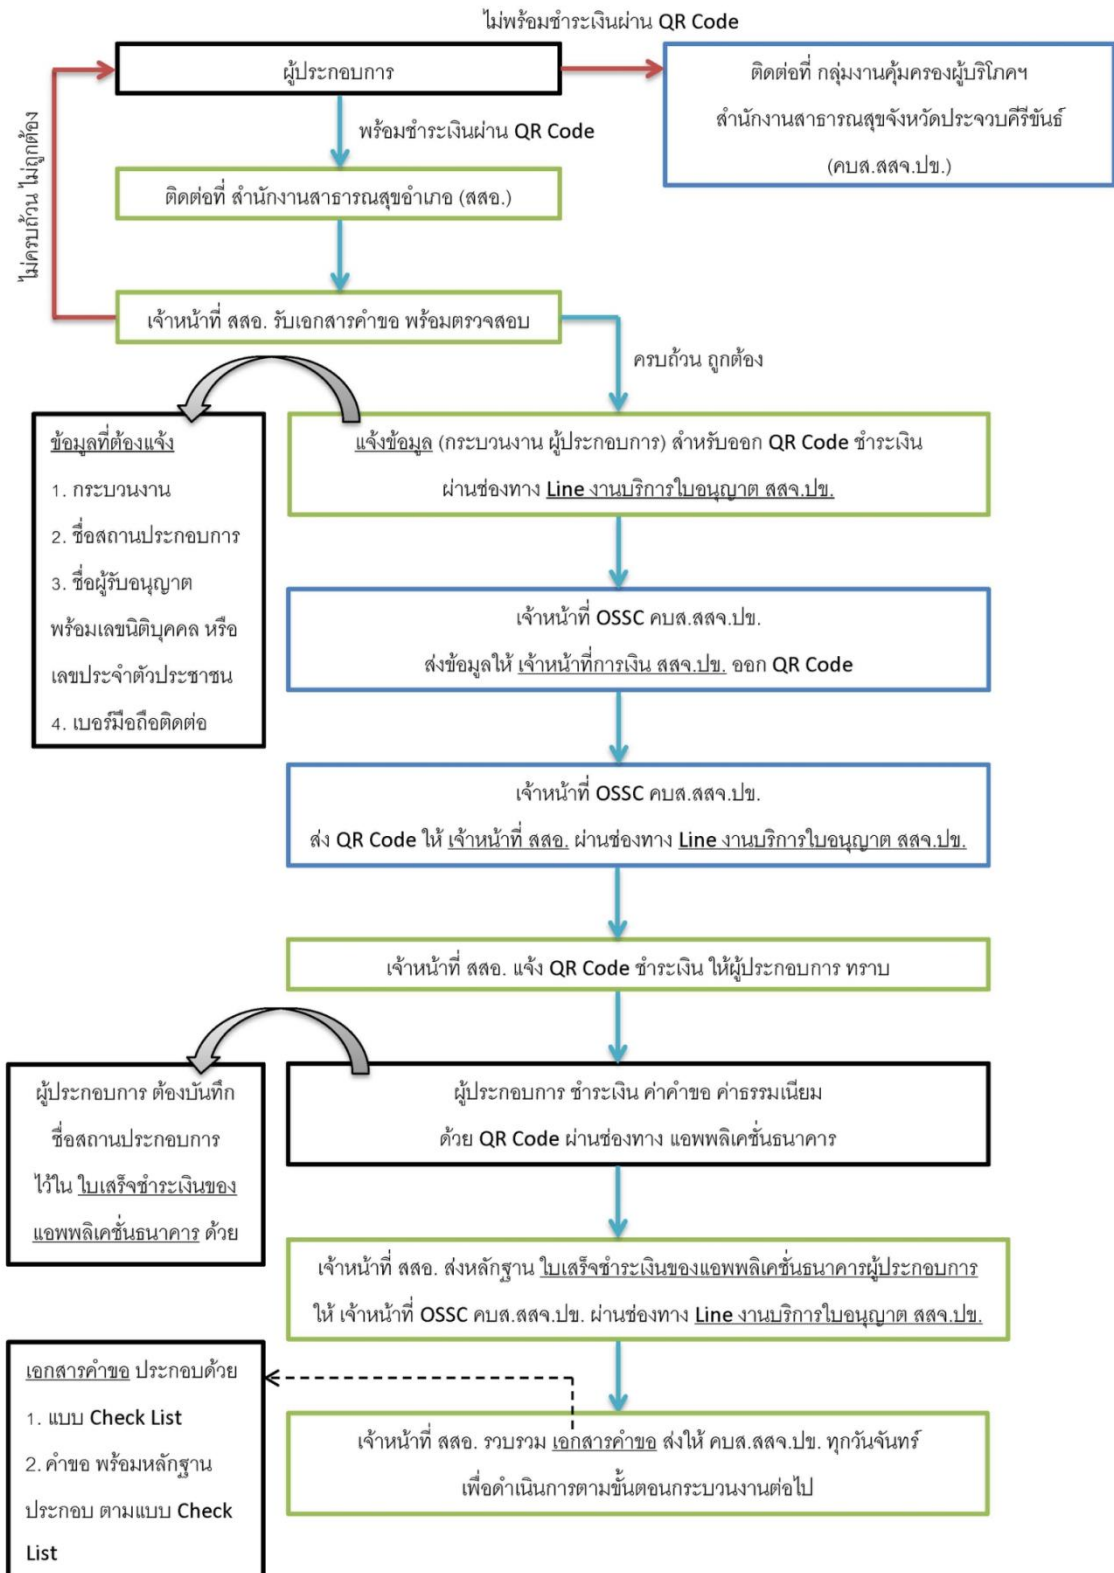 ไม่พร้อมชำระเงินผ่าน QR Code
ผู้ประกอบการ
ติดต่อที่ กลุ่มงานคุ้มครองผู้บริโภคฯ
สำนักงานสาธารณสุขจังหวัดประจวบคีรีขันธ์
(คบส.สสจ.ปข.)
พร้อมชำระเงินผ่าน QR Code
ไม่ครบถ้วน ไม่ถูกต้อง
ติดต่อที่ สำนักงานสาธารณสุขอำเภอ (สสอ.)
เจ้าหน้าที่ สสอ. รับเอกสารคำขอ พร้อมตรวจสอบ
ครบถ้วน ถูกต้อง
ข้อมูลที่ต้องแจ้ง
1. กระบวนงาน
2. ชื่อสถานประกอบการ
3. ชื่อผู้รับอนุญาต
พร้อมเลขนิติบุคคล หรือ
เลขประจำตัวประชาชน
4. เบอร์มือถือติดต่อ
แจ้งข้อมูล (กระบวนงาน ผู้ประกอบการ) สำหรับออก QR Code ชำระเงิน
ผ่านช่องทาง Line งานบริการใบอนุญาต สสจ.ปข.
เจ้าหน้าที่ OSSC คบส.สสจ.ปข.
ส่งข้อมูลให้ เจ้าหน้าที่การเงิน สสจ.ปข. ออก QR Code
เจ้าหน้าที่ OSSC คบส.สสจ.ปข.
ส่ง QR Code ให้ เจ้าหน้าที่ สสอ. ผ่านช่องทาง Line งานบริการใบอนุญาต สสจ.ปข.
เจ้าหน้าที่ สสอ. แจ้ง QR Code ชำระเงิน ให้ผู้ประกอบการ ทราบ
ผู้ประกอบการ ต้องบันทึก
ชื่อสถานประกอบการ
ไว้ใน ใบเสร็จชำระเงินของ
แอพพลิเคชั่นธนาคาร ด้วย
ผู้ประกอบการ ชำระเงิน ค่าคำขอ ค่าธรรมเนียม
ด้วย QR Code ผ่านช่องทาง แอพพลิเคชั่นธนาคาร
เจ้าหน้าที่ สสอ. ส่งหลักฐาน ใบเสร็จชำระเงินของแอพพลิเคชั่นธนาคารผู้ประกอบการ
ให้ เจ้าหน้าที่ OSSC คบส.สสจ.ปข. ผ่านช่องทาง Line งานบริการใบอนุญาต สสจ.ปข.
เอกสารคำขอ ประกอบด้วย
1. แบบ Check List
2. คำขอ พร้อมหลักฐาน
ประกอบ ตามแบบ Check
List
เจ้าหน้าที่ สสอ. รวบรวม เอกสารคำขอ ส่งให้ คบส.สสจ.ปข. ทุกวันจันทร์
เพื่อดำเนินการตามขั้นตอนกระบวนงานต่อไป